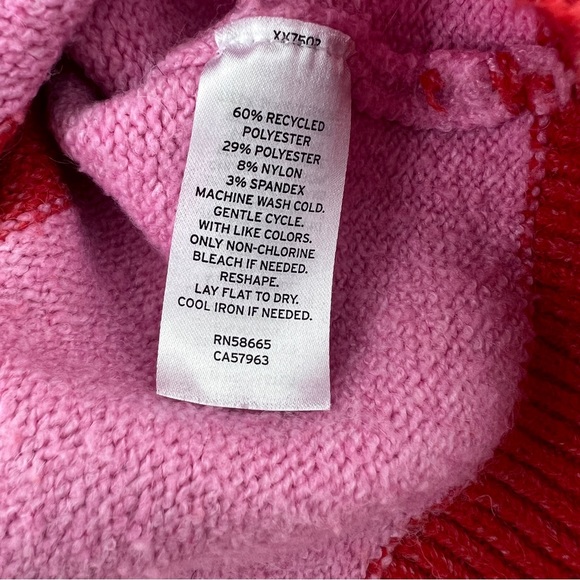 60% RECYCLED
POLYESTER
29% POLYESTER
8% NYLON
3% SPANDEX
MACHINE WASH COLD.
GENTLE CYCLE.
WITH LIKE COLORS.
ONLY NON-CHLORINE
BLEACH IF NEEDED.
RESHAPE.
LAY FLAT TO DRY.
COOL IRON IF NEEDED.
RN58665
CA57963